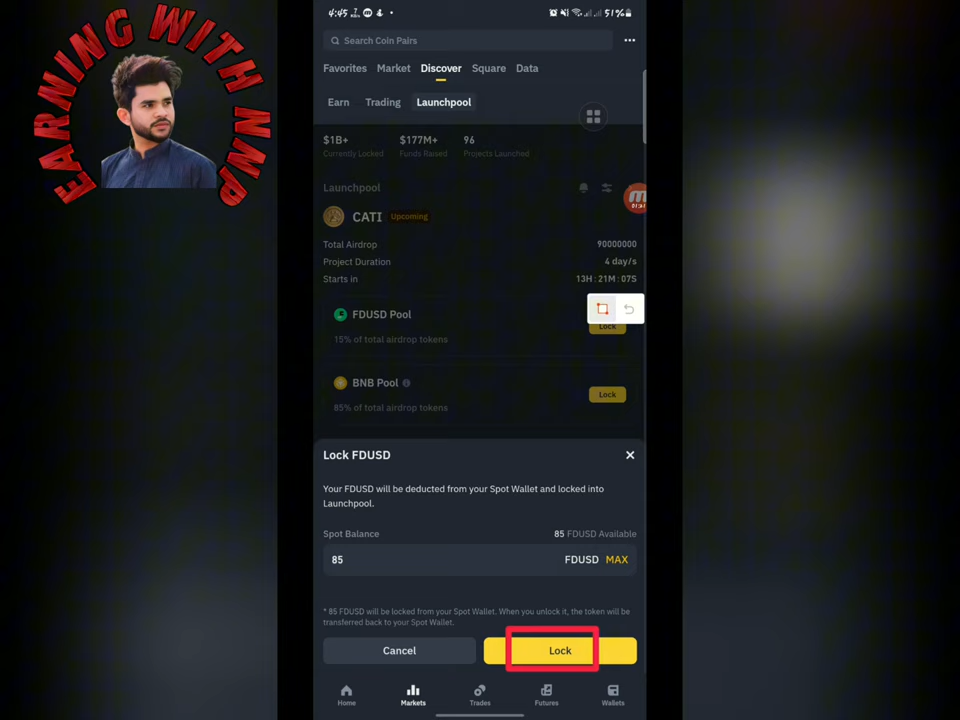 EARNING WITH MNP
4:45
51%
Search Coin Pairs
Favorites Market Discover Square Data
Earn Trading Launchpool
$1B+ $177M+ 96
Currently Locked Funds Raised Projects Launched
Launchpool
01:31
CATI Upcoming
Total Airdrop 90000000
Project Duration 4 day/s
Starts in 13H : 21M : 07S
FDUSD Pool
Lock
15% of total airdrop tokens
BNB Pool
Lock
85% of total airdrop tokens
Lock FDUSD
Your FDUSD will be deducted from your Spot Wallet and locked into
Launchpool.
Spot Balance 85 FDUSD Available
85 FDUSD MAX
* 85 FDUSD will be locked from your Spot Wallet. When you unlock it, the token will be
transferred back to your Spot Wallet.
Cancel Lock
Home Markets Trades Futures Wallets